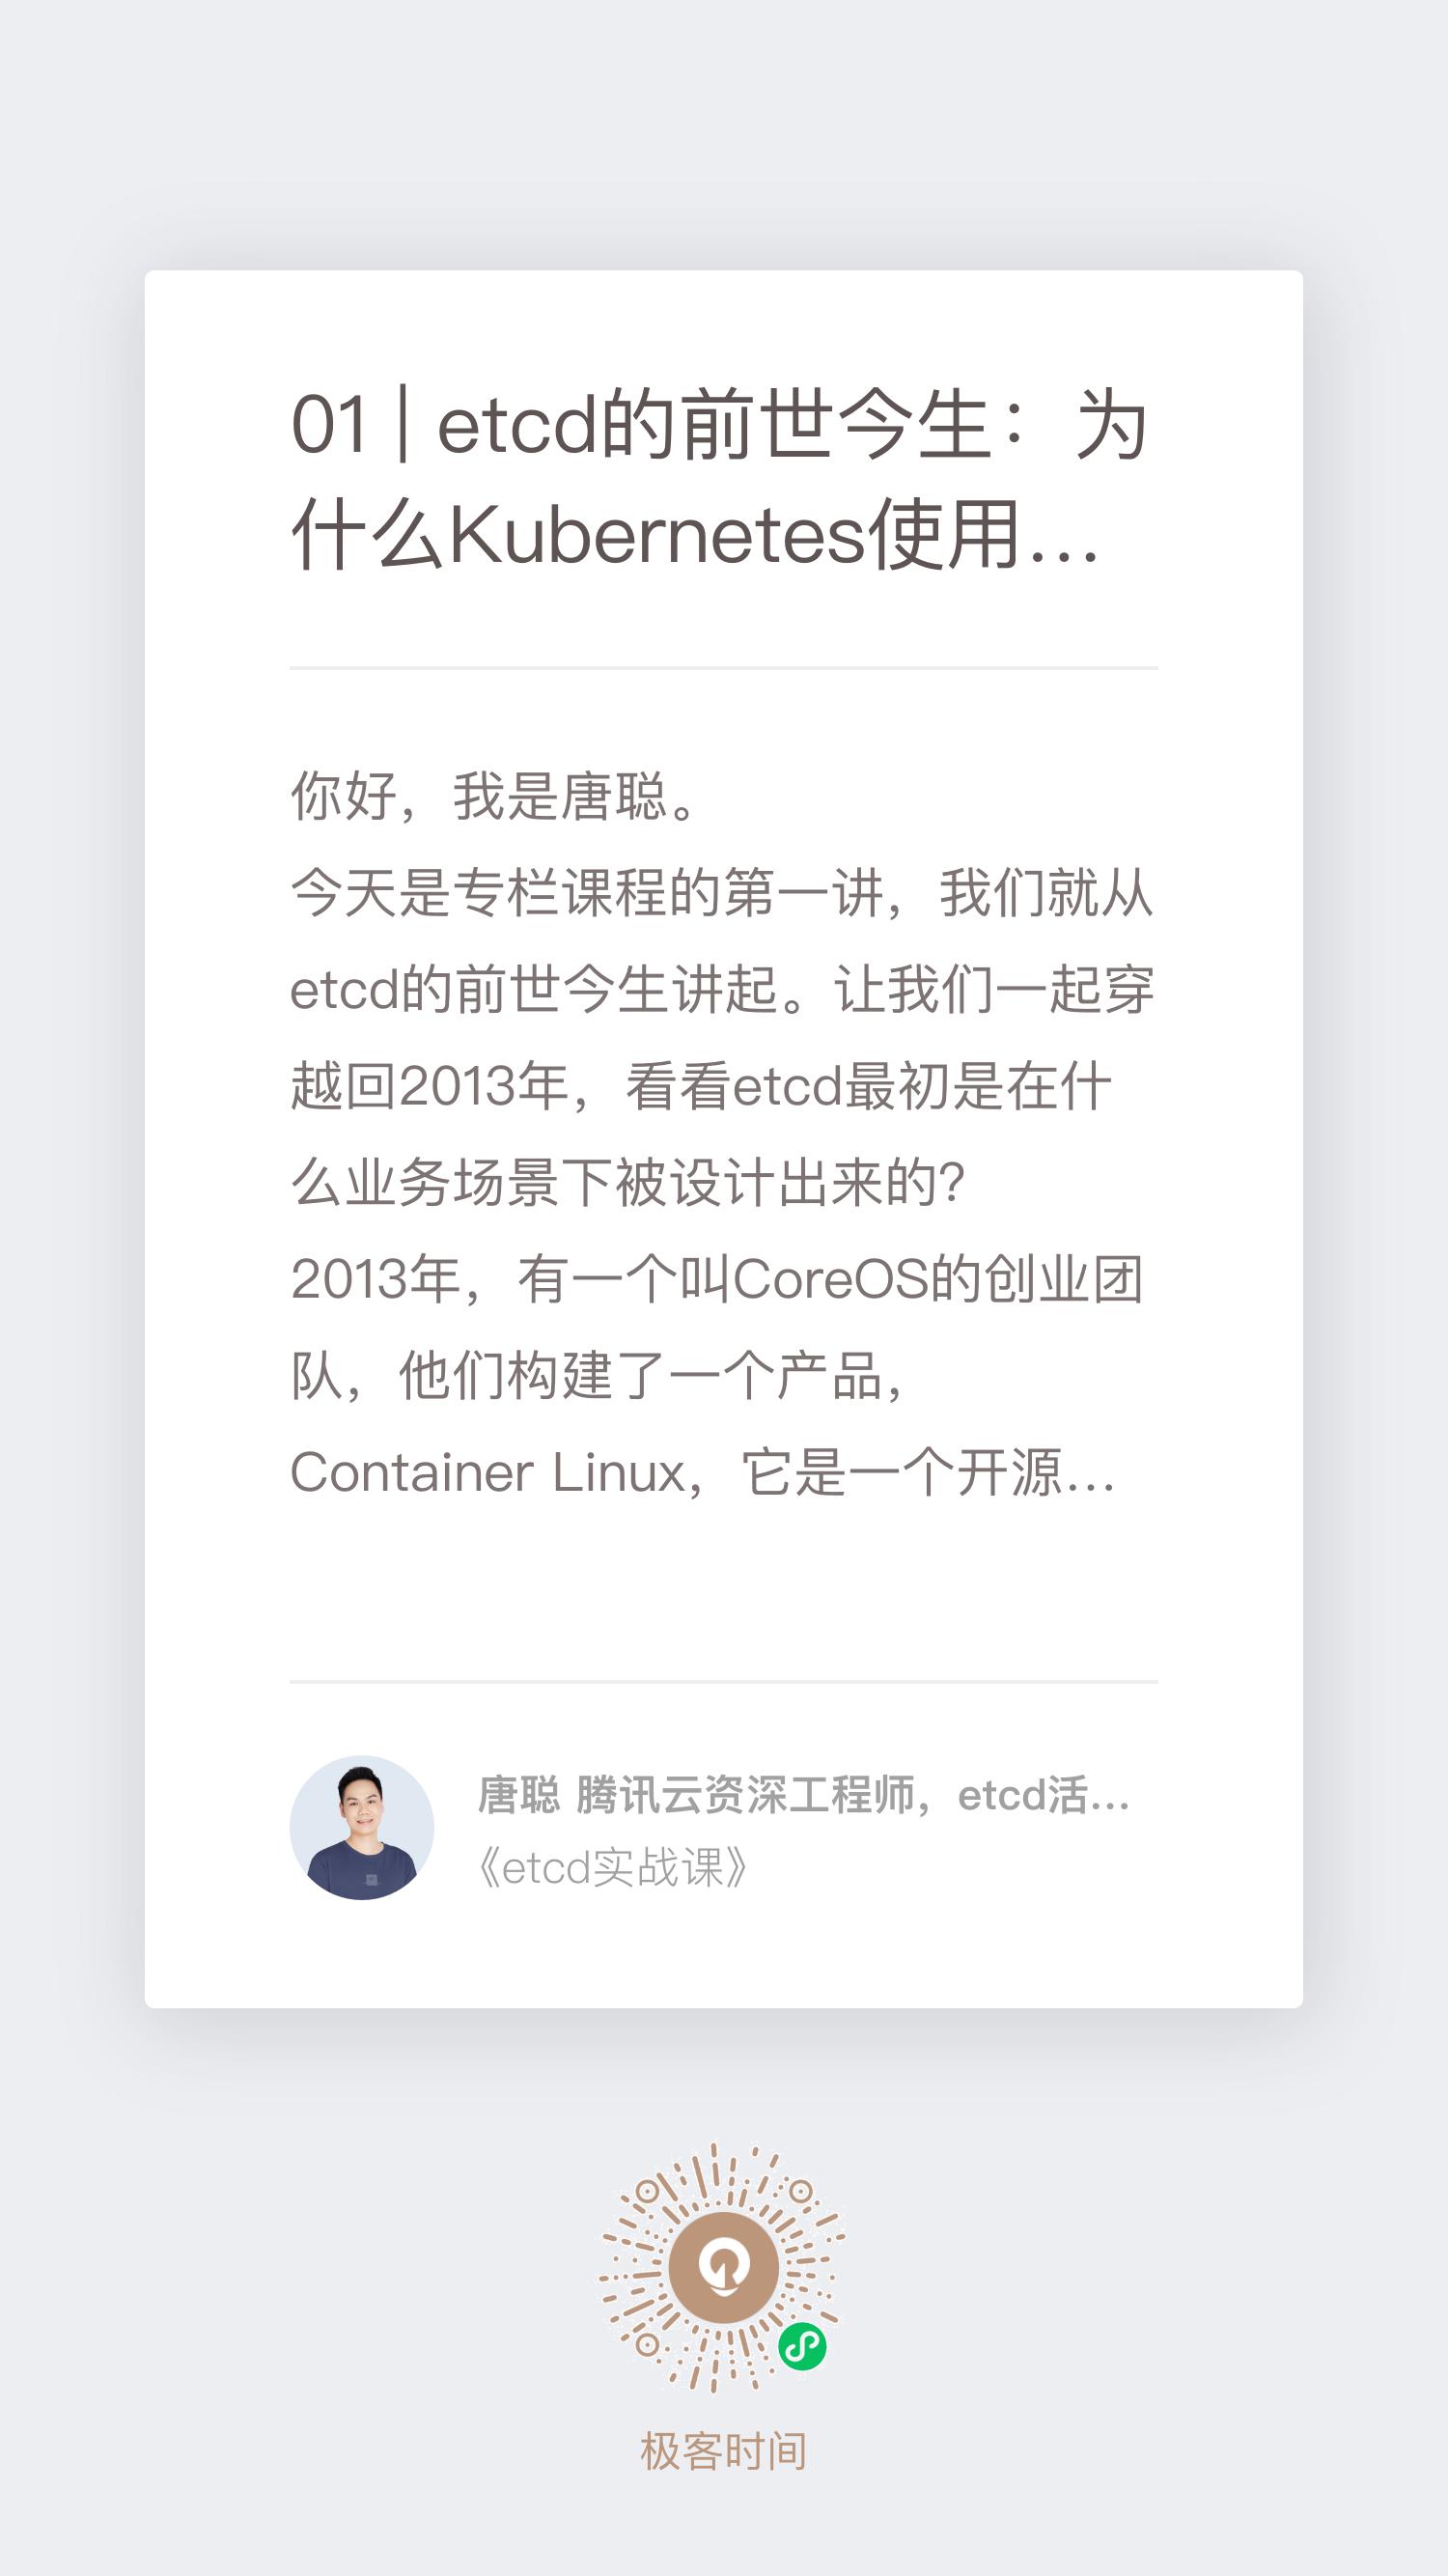 01 | etcd的前世今生：为
什么Kubernetes使用...
你好，我是唐聪。
今天是专栏课程的第一讲，我们就从
etcd的前世今生讲起。让我们一起穿
越回2013年，看看etcd最初是在什
么业务场景下被设计出来的？
2013年，有一个叫CoreOS的创业团
队，他们构建了一个产品，
Container Linux，它是一个开源...
唐聪 腾讯云资深工程师，etcd活...
《etcd实战课》
极客时间